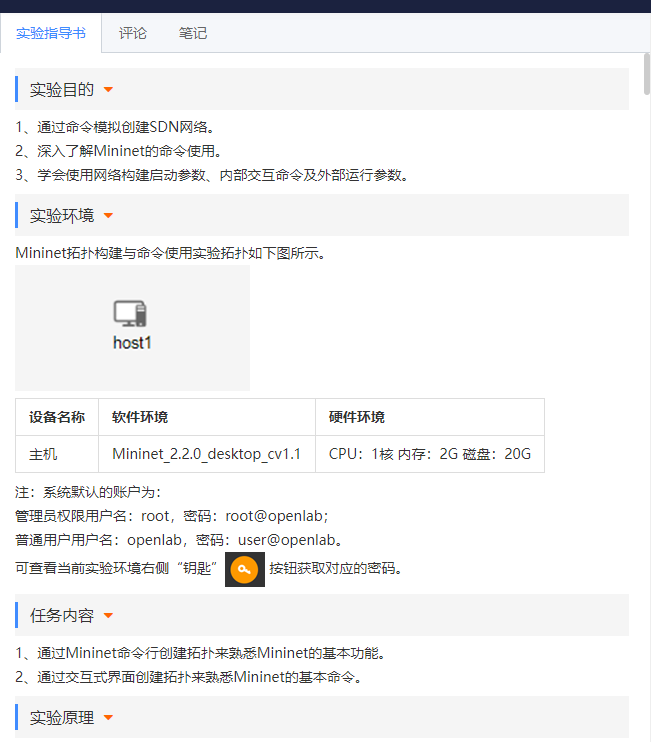 实验指导书 评论 笔记
实验目的
1、通过命令模拟创建SDN网络。
2、深入了解Mininet的命令使用。
3、学会使用网络构建启动参数、内部交互命令及外部运行参数。
实验环境
Mininet拓扑构建与命令使用实验拓扑如下图所示。
host1
设备名称 软件环境 硬件环境
主机 Mininet_2.2.0_desktop_cv1.1 CPU：1核 内存：2G 磁盘：20G
注：系统默认的账户为：
管理员权限用户名：root，密码：root@openlab；
普通用户用户名：openlab，密码：user@openlab。
可查看当前实验环境右侧“钥匙” 按钮获取对应的密码。
任务内容
1、通过Mininet命令行创建拓扑来熟悉Mininet的基本功能。
2、通过交互式界面创建拓扑来熟悉Mininet的基本命令。
实验原理